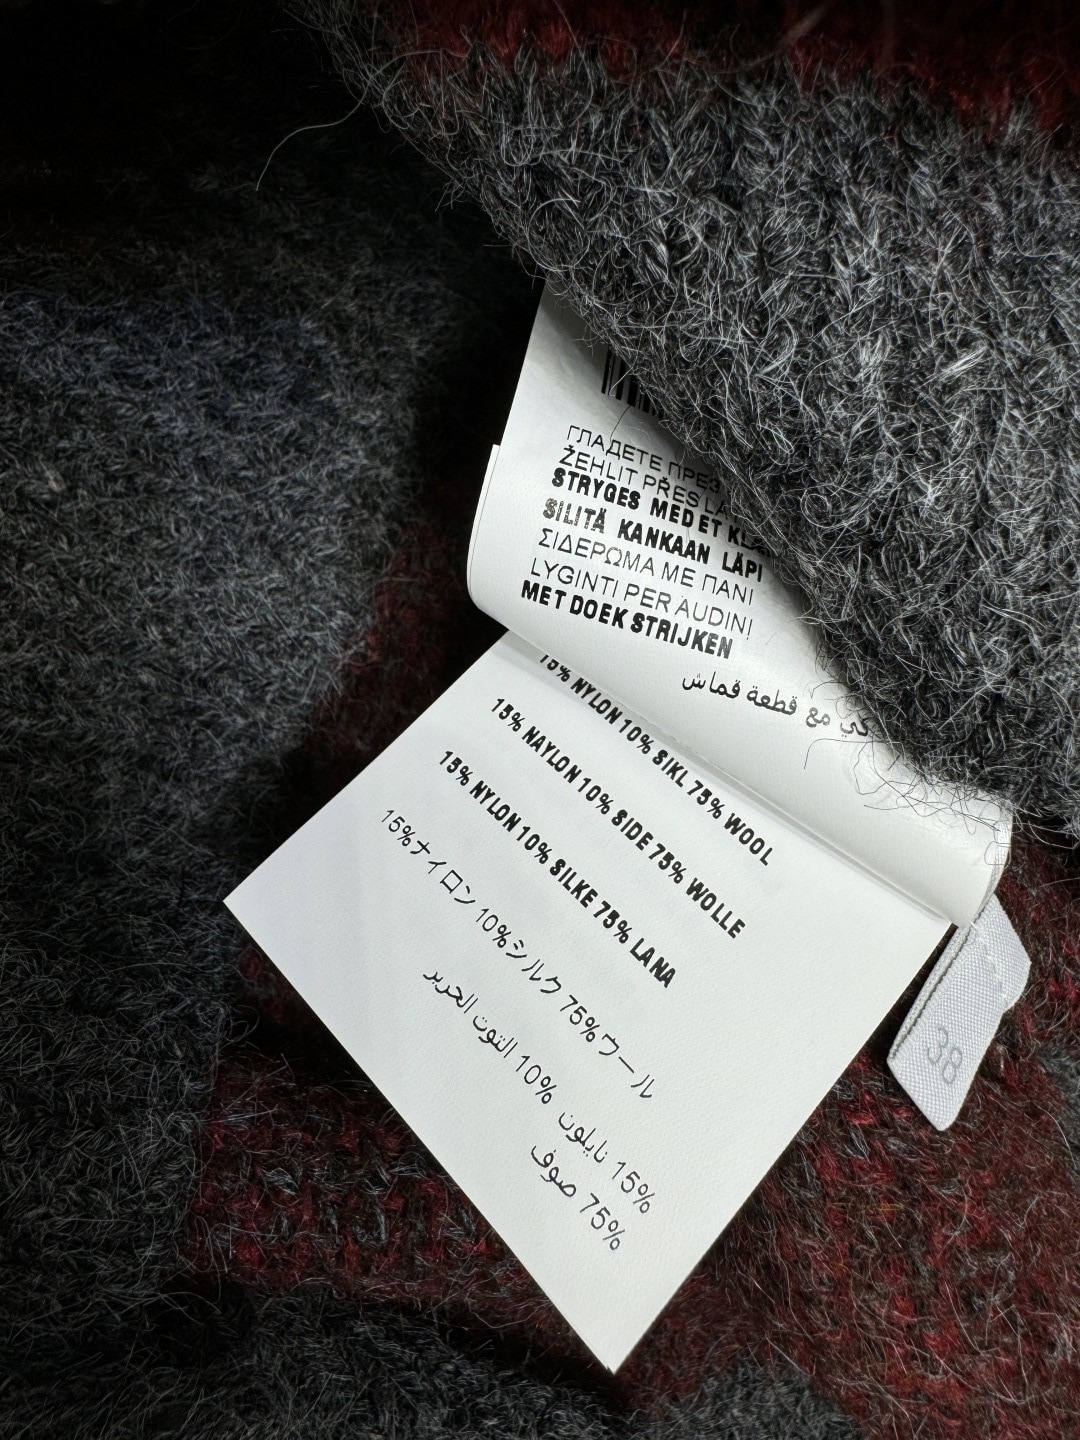 ГЛАДЕТЕ
ŽEHLIT PŘES
STRYGES MED ET
SILITÄ KANKAAN LÄPI
ΣΙΔΕΡΩΜΑ ΜΕ ΠΑΝΙ
LYGINTI PER AUDINĮ
MET DOEK STRIJKEN
كي مع قطعة قماش
15% NYLON 10% SIKL 75% WOOL
15% NAYLON 10% SIDE 75% WOLLE
15% NYLON 10% SILKE 75% LANA
15%ナイロン 10%シルク 75%ウール
15% نايلون 10% التوت الحرير
75% صوف
38